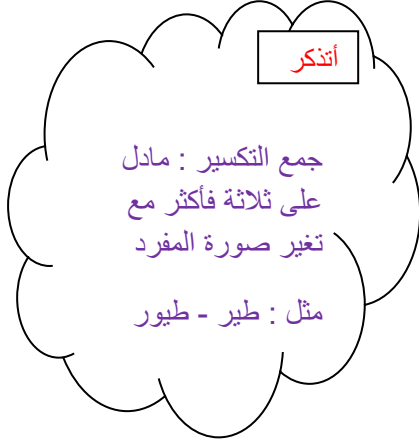 أتذكر
جمع التكسير : مادل
على ثلاثة فأكثر مع
تغير صورة المفرد
مثل : طير - طيور